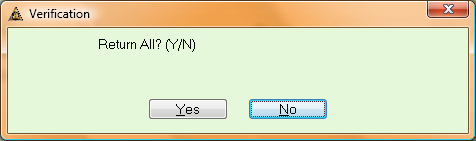 Verification
Return All? (Y/N)
Yes No